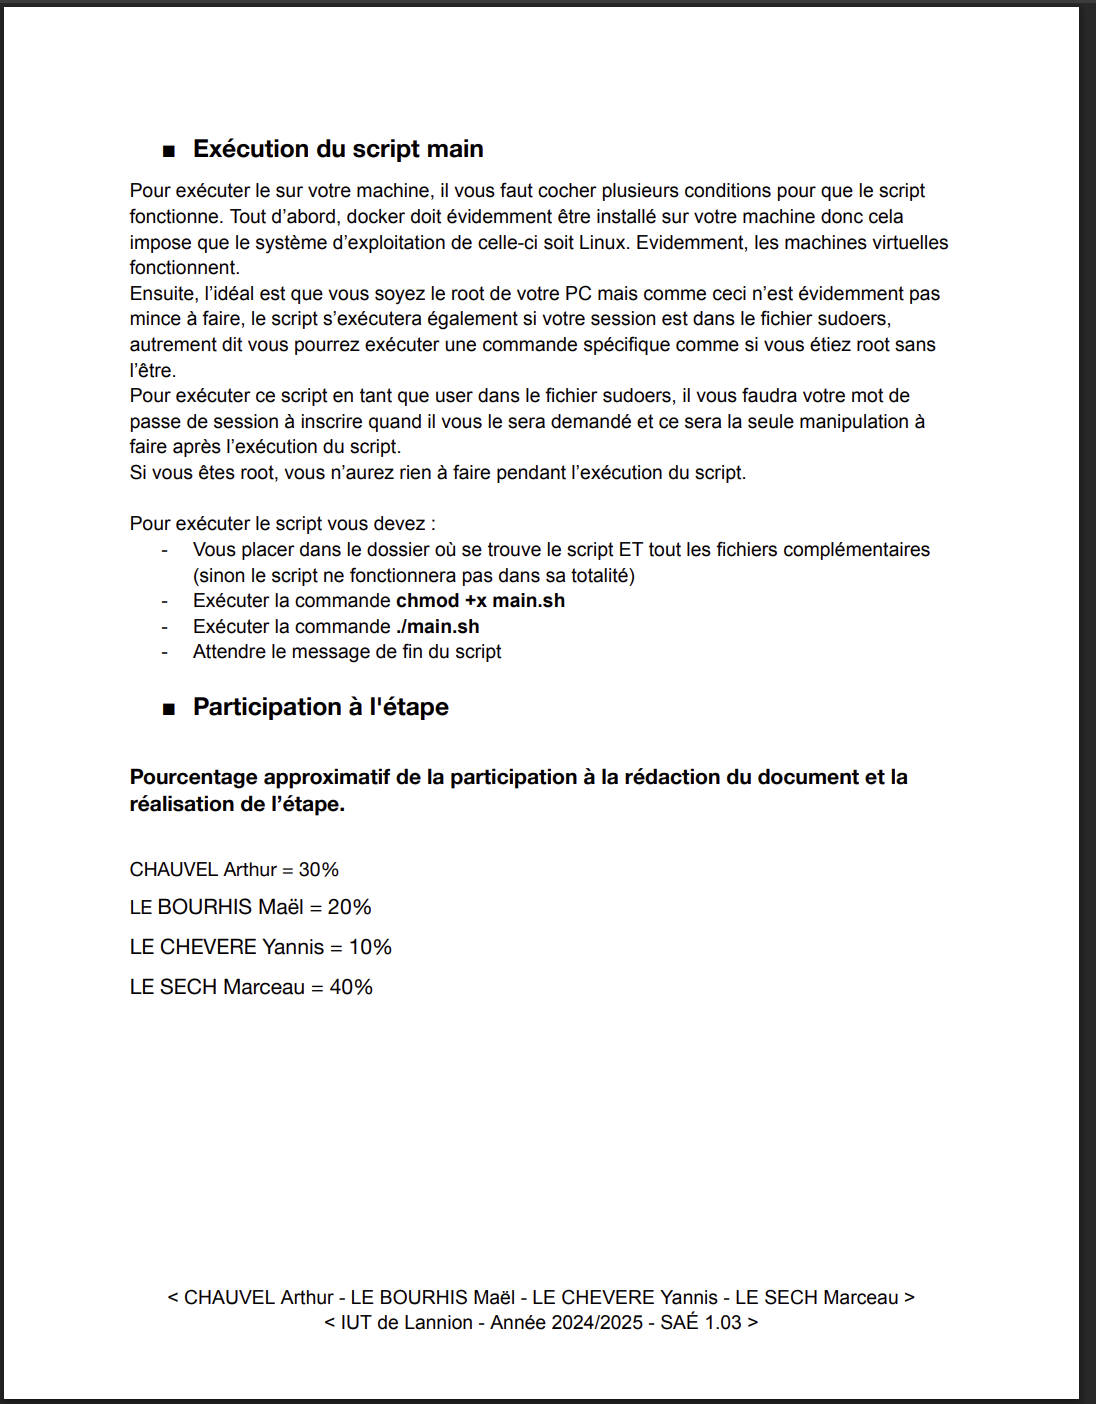 ■ Exécution du script main
Pour exécuter le sur votre machine, il vous faut cocher plusieurs conditions pour que le script
fonctionne. Tout d’abord, docker doit évidemment être installé sur votre machine donc cela
impose que le système d’exploitation de celle-ci soit Linux. Evidemment, les machines virtuelles
fonctionnent.
Ensuite, l’idéal est que vous soyez le root de votre PC mais comme ceci n’est évidemment pas
mince à faire, le script s’exécutera également si votre session est dans le fichier sudoers,
autrement dit vous pourrez exécuter une commande spécifique comme si vous étiez root sans
l’être.
Pour exécuter ce script en tant que user dans le fichier sudoers, il vous faudra votre mot de
passe de session à inscrire quand il vous le sera demandé et ce sera la seule manipulation à
faire après l’exécution du script.
Si vous êtes root, vous n’aurez rien à faire pendant l’exécution du script.
Pour exécuter le script vous devez :
- Vous placer dans le dossier où se trouve le script ET tout les fichiers complémentaires
(sinon le script ne fonctionnera pas dans sa totalité)
- Exécuter la commande chmod +x main.sh
- Exécuter la commande ./main.sh
- Attendre le message de fin du script
■ Participation à l'étape
Pourcentage approximatif de la participation à la rédaction du document et la
réalisation de l’étape.
CHAUVEL Arthur = 30%
LE BOURHIS Maël = 20%
LE CHEVERE Yannis = 10%
LE SECH Marceau = 40%
< CHAUVEL Arthur - LE BOURHIS Maël - LE CHEVERE Yannis - LE SECH Marceau >
< IUT de Lannion - Année 2024/2025 - SAÉ 1.03 >